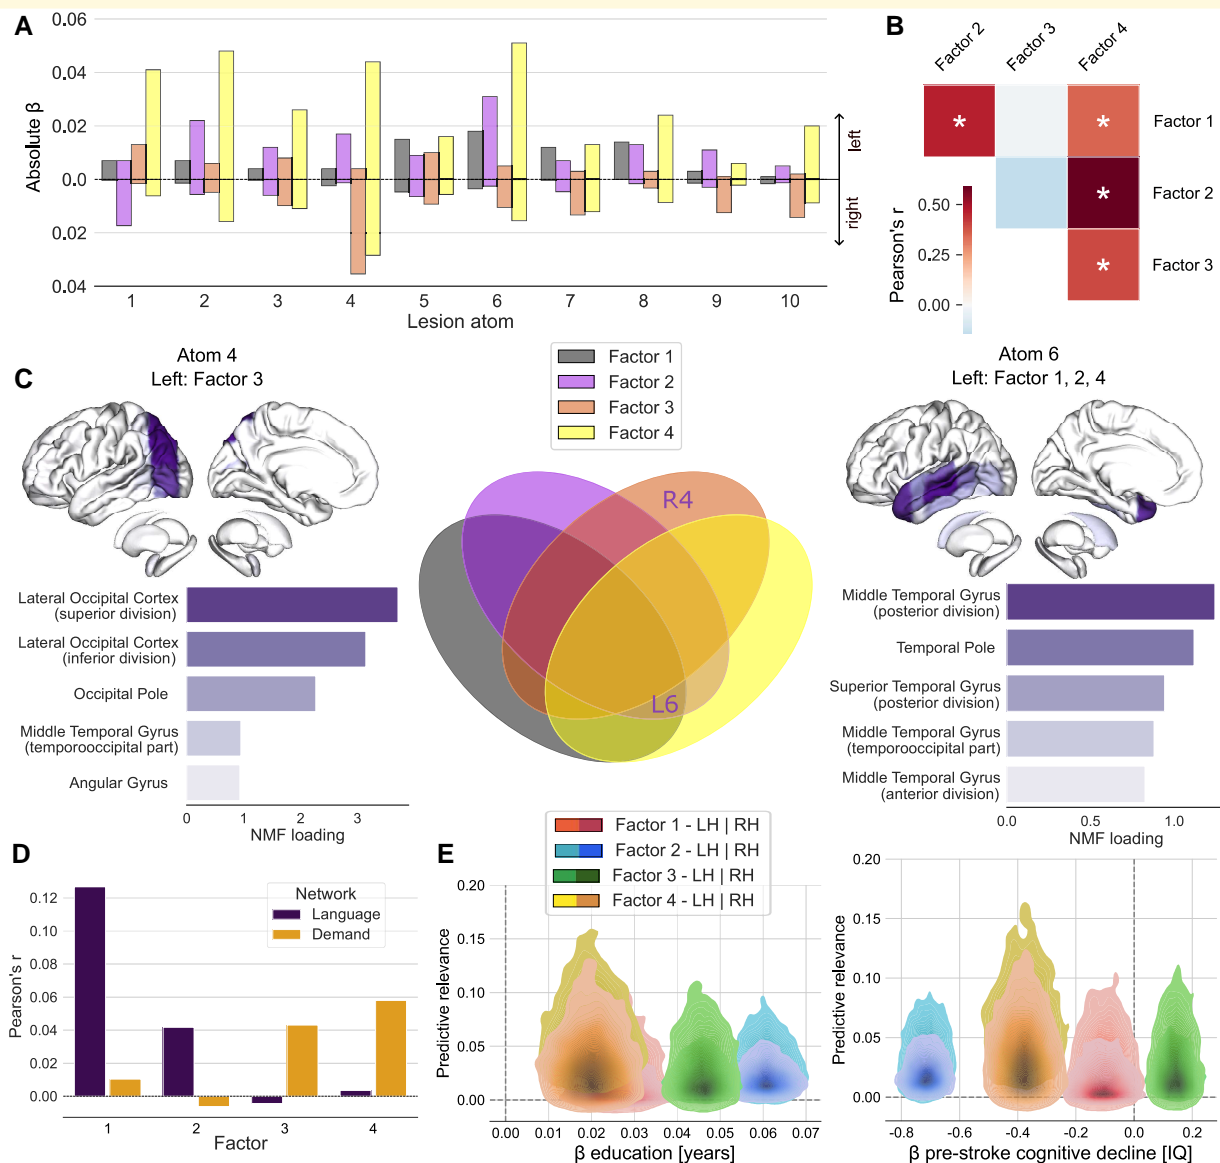 A
0.06
0.04
0.02
0.0
0.02
0.04
Absolute β
left
right
1 2 3 4 5 6 7 8 9 10
Lesion atom
B
Factor 2
Factor 3
Factor 4
* * Factor 1
* Factor 2
* Factor 3
0.50
0.25
0.00
Pearson's r
C
Atom 4
Left: Factor 3
Lateral Occipital Cortex
(superior division)
Lateral Occipital Cortex
(inferior division)
Occipital Pole
Middle Temporal Gyrus
(temporooccipital part)
Angular Gyrus
0 1 2 3
NMF loading
Factor 1
Factor 2
Factor 3
Factor 4
R4
L6
Atom 6
Left: Factor 1, 2, 4
Middle Temporal Gyrus
(posterior division)
Temporal Pole
Superior Temporal Gyrus
(posterior division)
Middle Temporal Gyrus
(temporooccipital part)
Middle Temporal Gyrus
(anterior division)
0.0 0.5 1.0
NMF loading
D
Network
Language
Demand
0.12
0.10
0.08
0.06
0.04
0.02
0.00
Pearson's r
1 2 3 4
Factor
E
Factor 1 - LH | RH
Factor 2 - LH | RH
Factor 3 - LH | RH
Factor 4 - LH | RH
0.20
0.15
0.10
0.05
0.00
Predictive relevance
0.00 0.01 0.02 0.03 0.04 0.05 0.06 0.07
β education [years]
0.20
0.15
0.10
0.05
0.00
Predictive relevance
-0.8 -0.6 -0.4 -0.2 0.0 0.2
β pre-stroke cognitive decline [IQ]